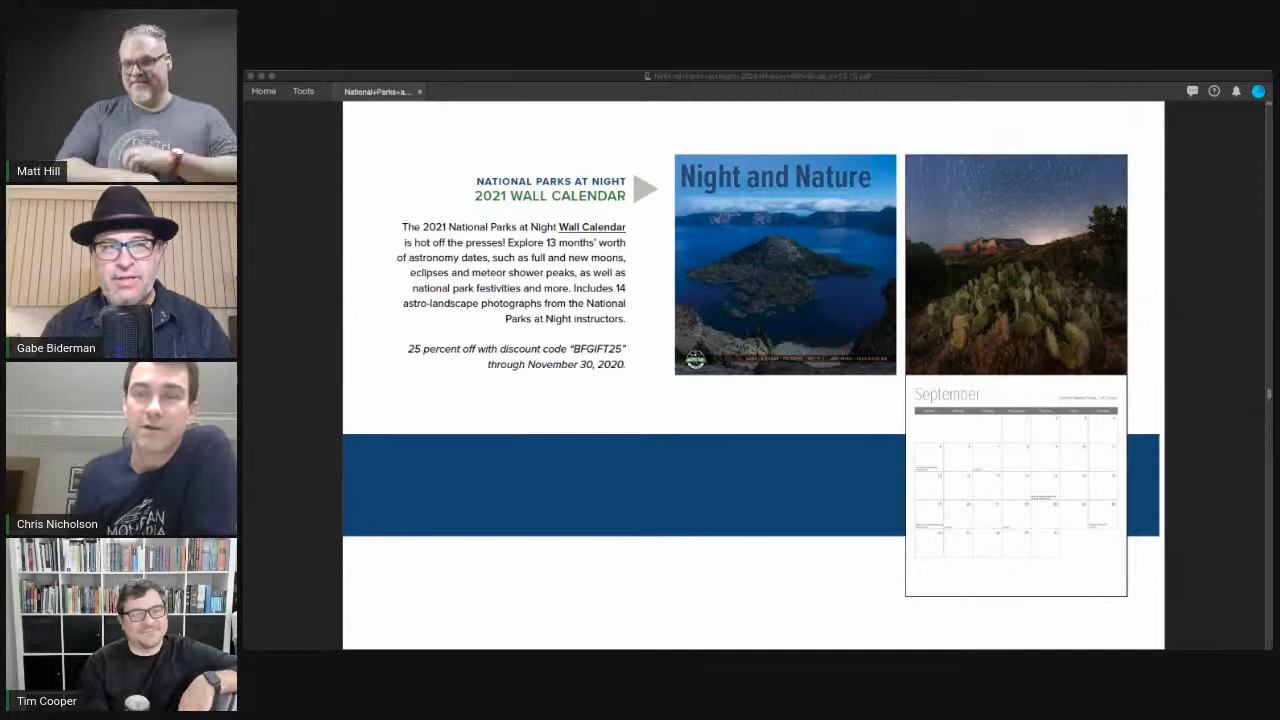 Matt Hill
Gabe Biderman
Chris Nicholson
Tim Cooper
Home
Tools
National+Parks+a...
NATIONAL PARKS AT NIGHT
2021 WALL CALENDAR
The 2021 National Parks at Night Wall Calendar
is hot off the presses! Explore 13 months' worth
of astronomy dates, such as full and new moons,
eclipses and meteor shower peaks, as well as
national park festivities and more. Includes 14
astro-landscape photographs from the National
Parks at Night instructors.
25 percent off with discount code "BFGIFT25"
through November 30, 2020.
Night and Nature
September